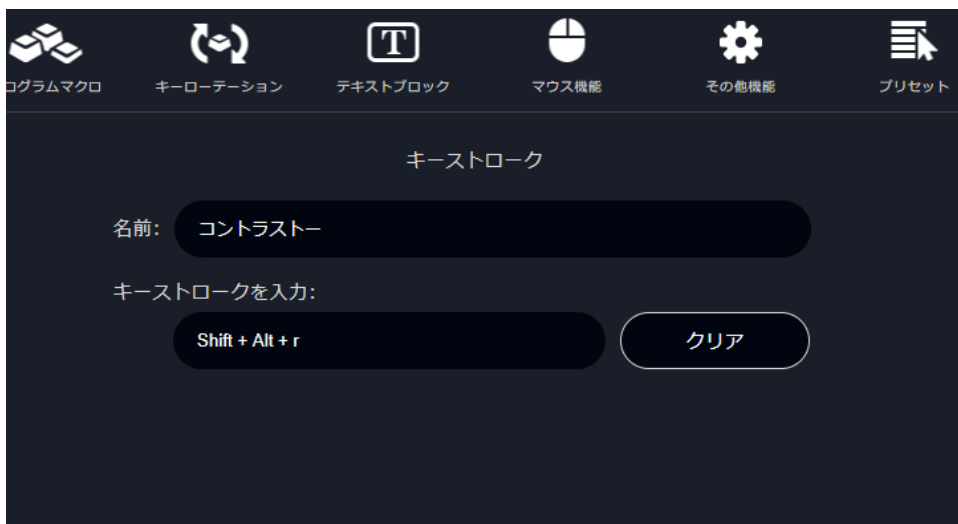 ログラムマクロ キーローテーション テキストブロック マウス機能 その他機能 プリセット
キーストローク
名前: コントラストー
キーストロークを入力:
Shift + Alt + r クリア